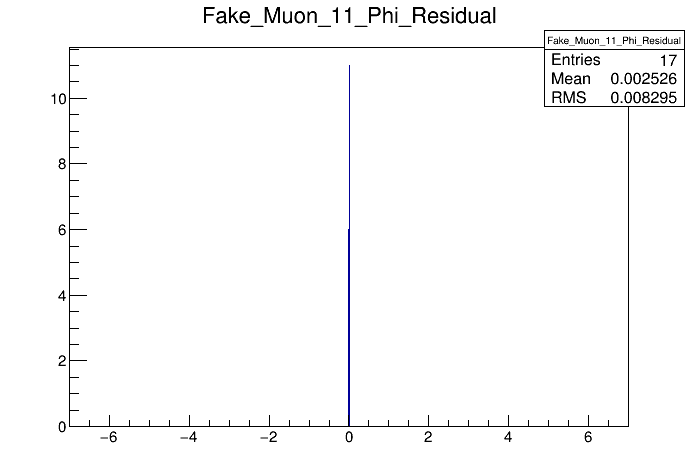 Fake_Muon_11_Phi_Residual
Fake_Muon_11_Phi_Residual
Entries 17
Mean 0.002526
RMS 0.008295
10
8
6
4
2
0
−6 −4 −2 0 2 4 6